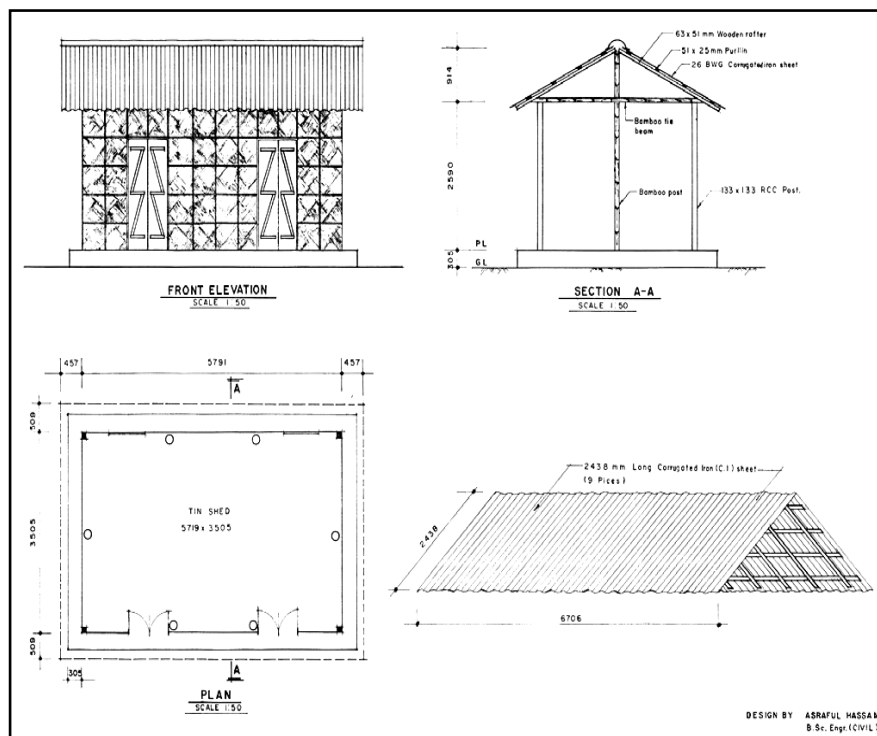 63 x 51 mm Wooden rafter
51 x 25mm Purllin
26 BWG Corrugated iron sheet
914
Bamboo tie
beam
2590
Bamboo post
133 x 133 RCC Post.
PL
305
GL
FRONT ELEVATION
SCALE 1:50
SECTION A-A
SCALE 1:50
457
5791
457
A
509
3505
509
TIN SHED
5719 x 3505
305
A
PLAN
SCALE 1:50
2438 mm Long Corrugated Iron (C.I) sheet
(9 Pices)
2438
6706
DESIGN BY ASRAFUL HASSAN
B.Sc. Engr. (CIVIL)